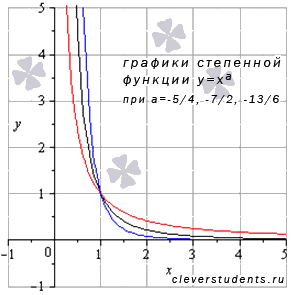 5
графики степенной
функции y=xª
при a=-5/4, -7/2, -13/6
4
3
y
2
1
-1 0 1 2 3 4 5
x
-1
cleverstudents.ru